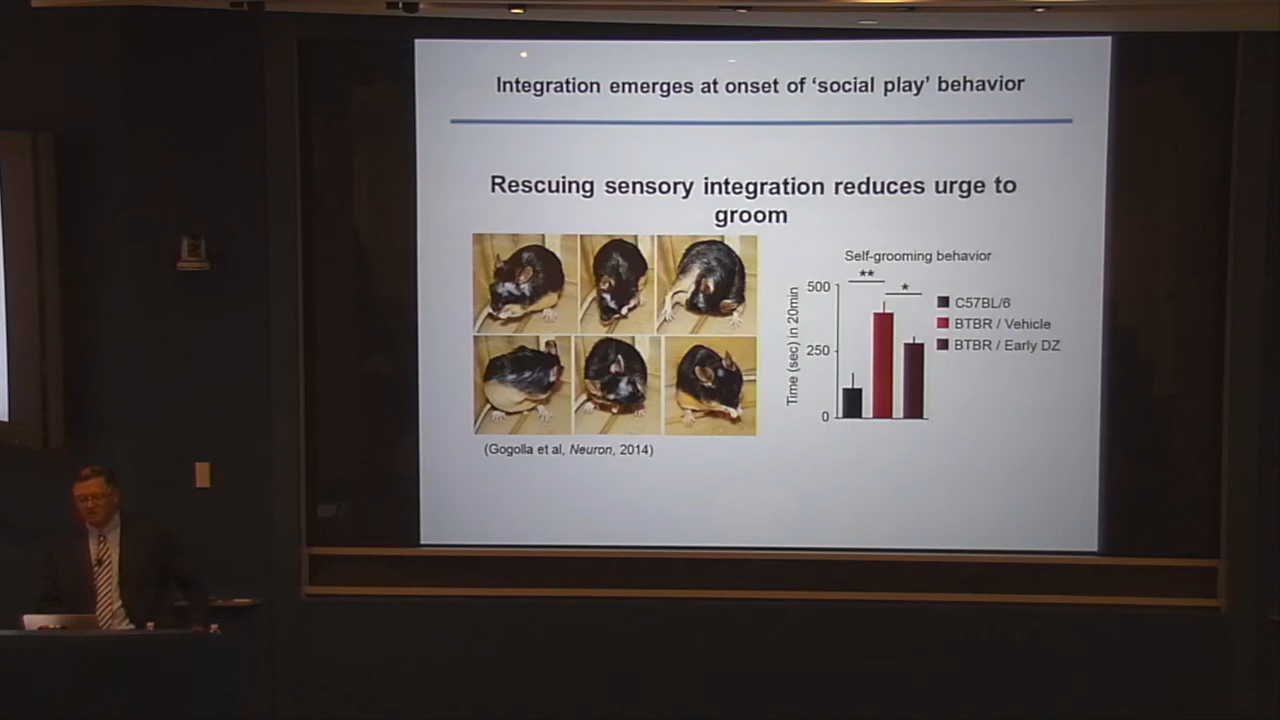 Integration emerges at onset of ‘social play’ behavior
Rescuing sensory integration reduces urge to
groom
(Gogolla et al, Neuron, 2014)
Self-grooming behavior
Time (sec) in 20min
500
250
0
**
*
C57BL/6
BTBR / Vehicle
BTBR / Early DZ